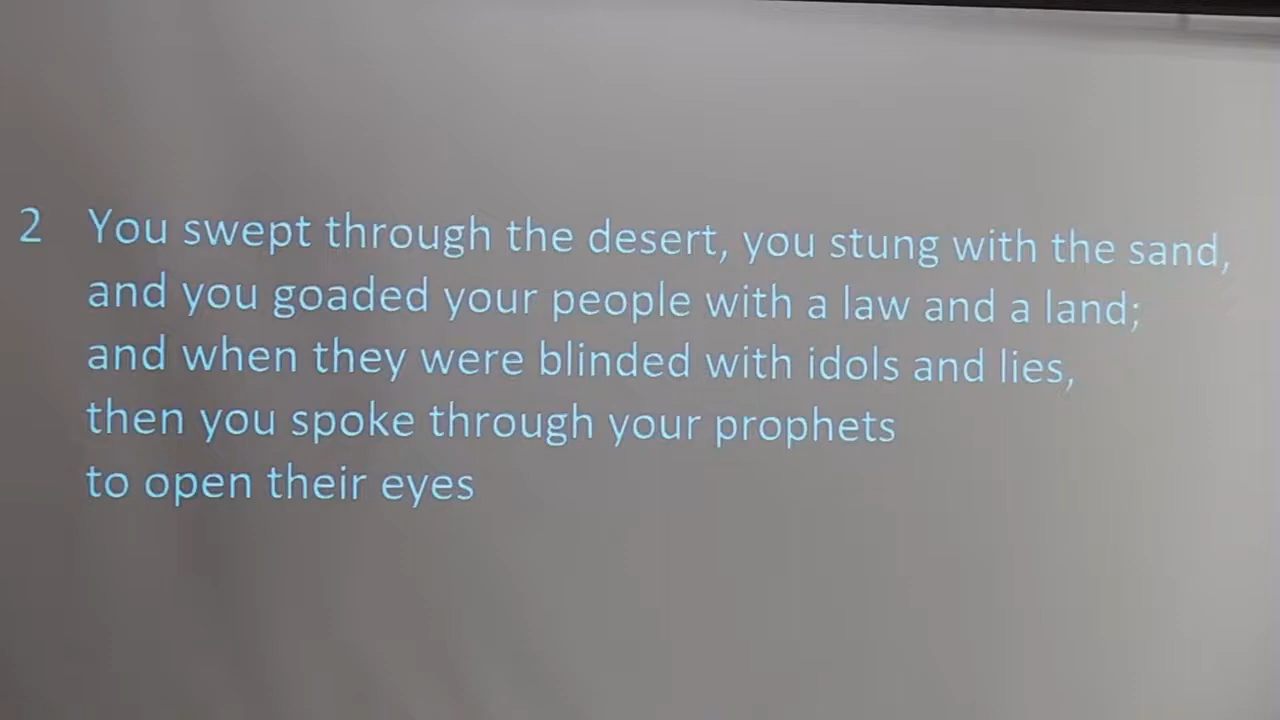 2 You swept through the desert, you stung with the sand,
and you goaded your people with a law and a land;
and when they were blinded with idols and lies,
then you spoke through your prophets
to open their eyes